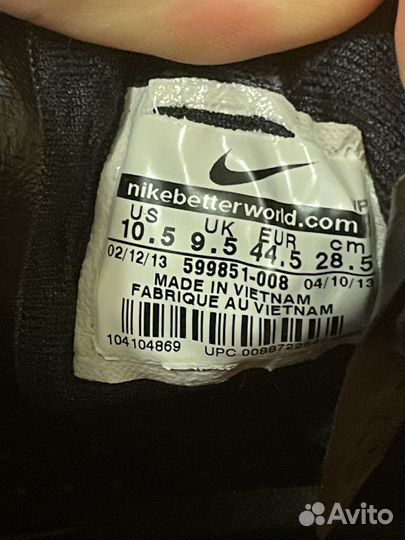 nikebetterworld.com
US UK EUR cm
10.5 9.5 44.5 28.5
02/12/13 599851-008 04/10/13
MADE IN VIETNAM
FABRIQUE AU VIETNAM
104104869 UPC
Avito